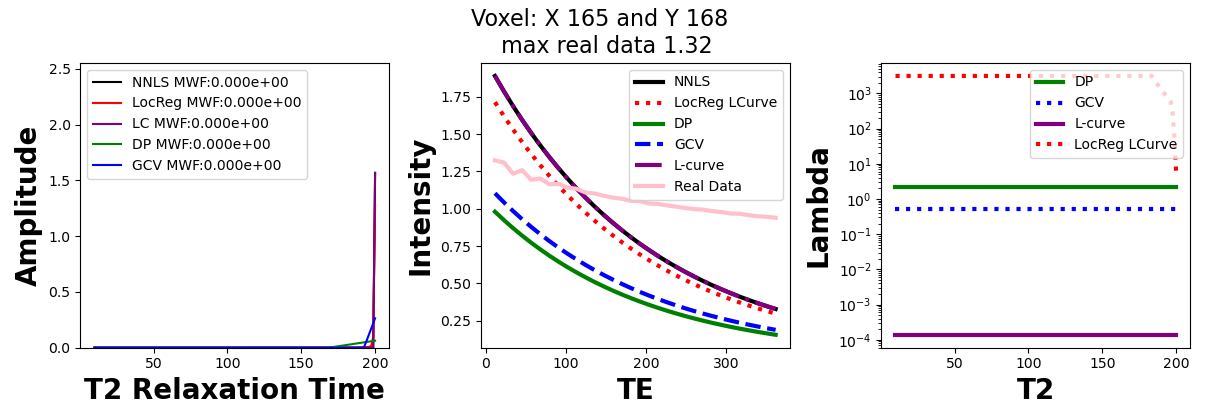 Voxel: X 165 and Y 168
max real data 1.32
Amplitude
2.5
2.0
1.5
1.0
0.5
0.0
NNLS MWF:0.000e+00
LocReg MWF:0.000e+00
LC MWF:0.000e+00
DP MWF:0.000e+00
GCV MWF:0.000e+00
50
100
150
200
T2 Relaxation Time
Intensity
1.75
1.50
1.25
1.00
0.75
0.50
0.25
NNLS
LocReg LCurve
DP
GCV
L-curve
Real Data
0
100
200
300
TE
Lambda
10³
10²
10¹
10⁰
10⁻¹
10⁻²
10⁻³
10⁻⁴
DP
GCV
L-curve
LocReg LCurve
50
100
150
200
T2